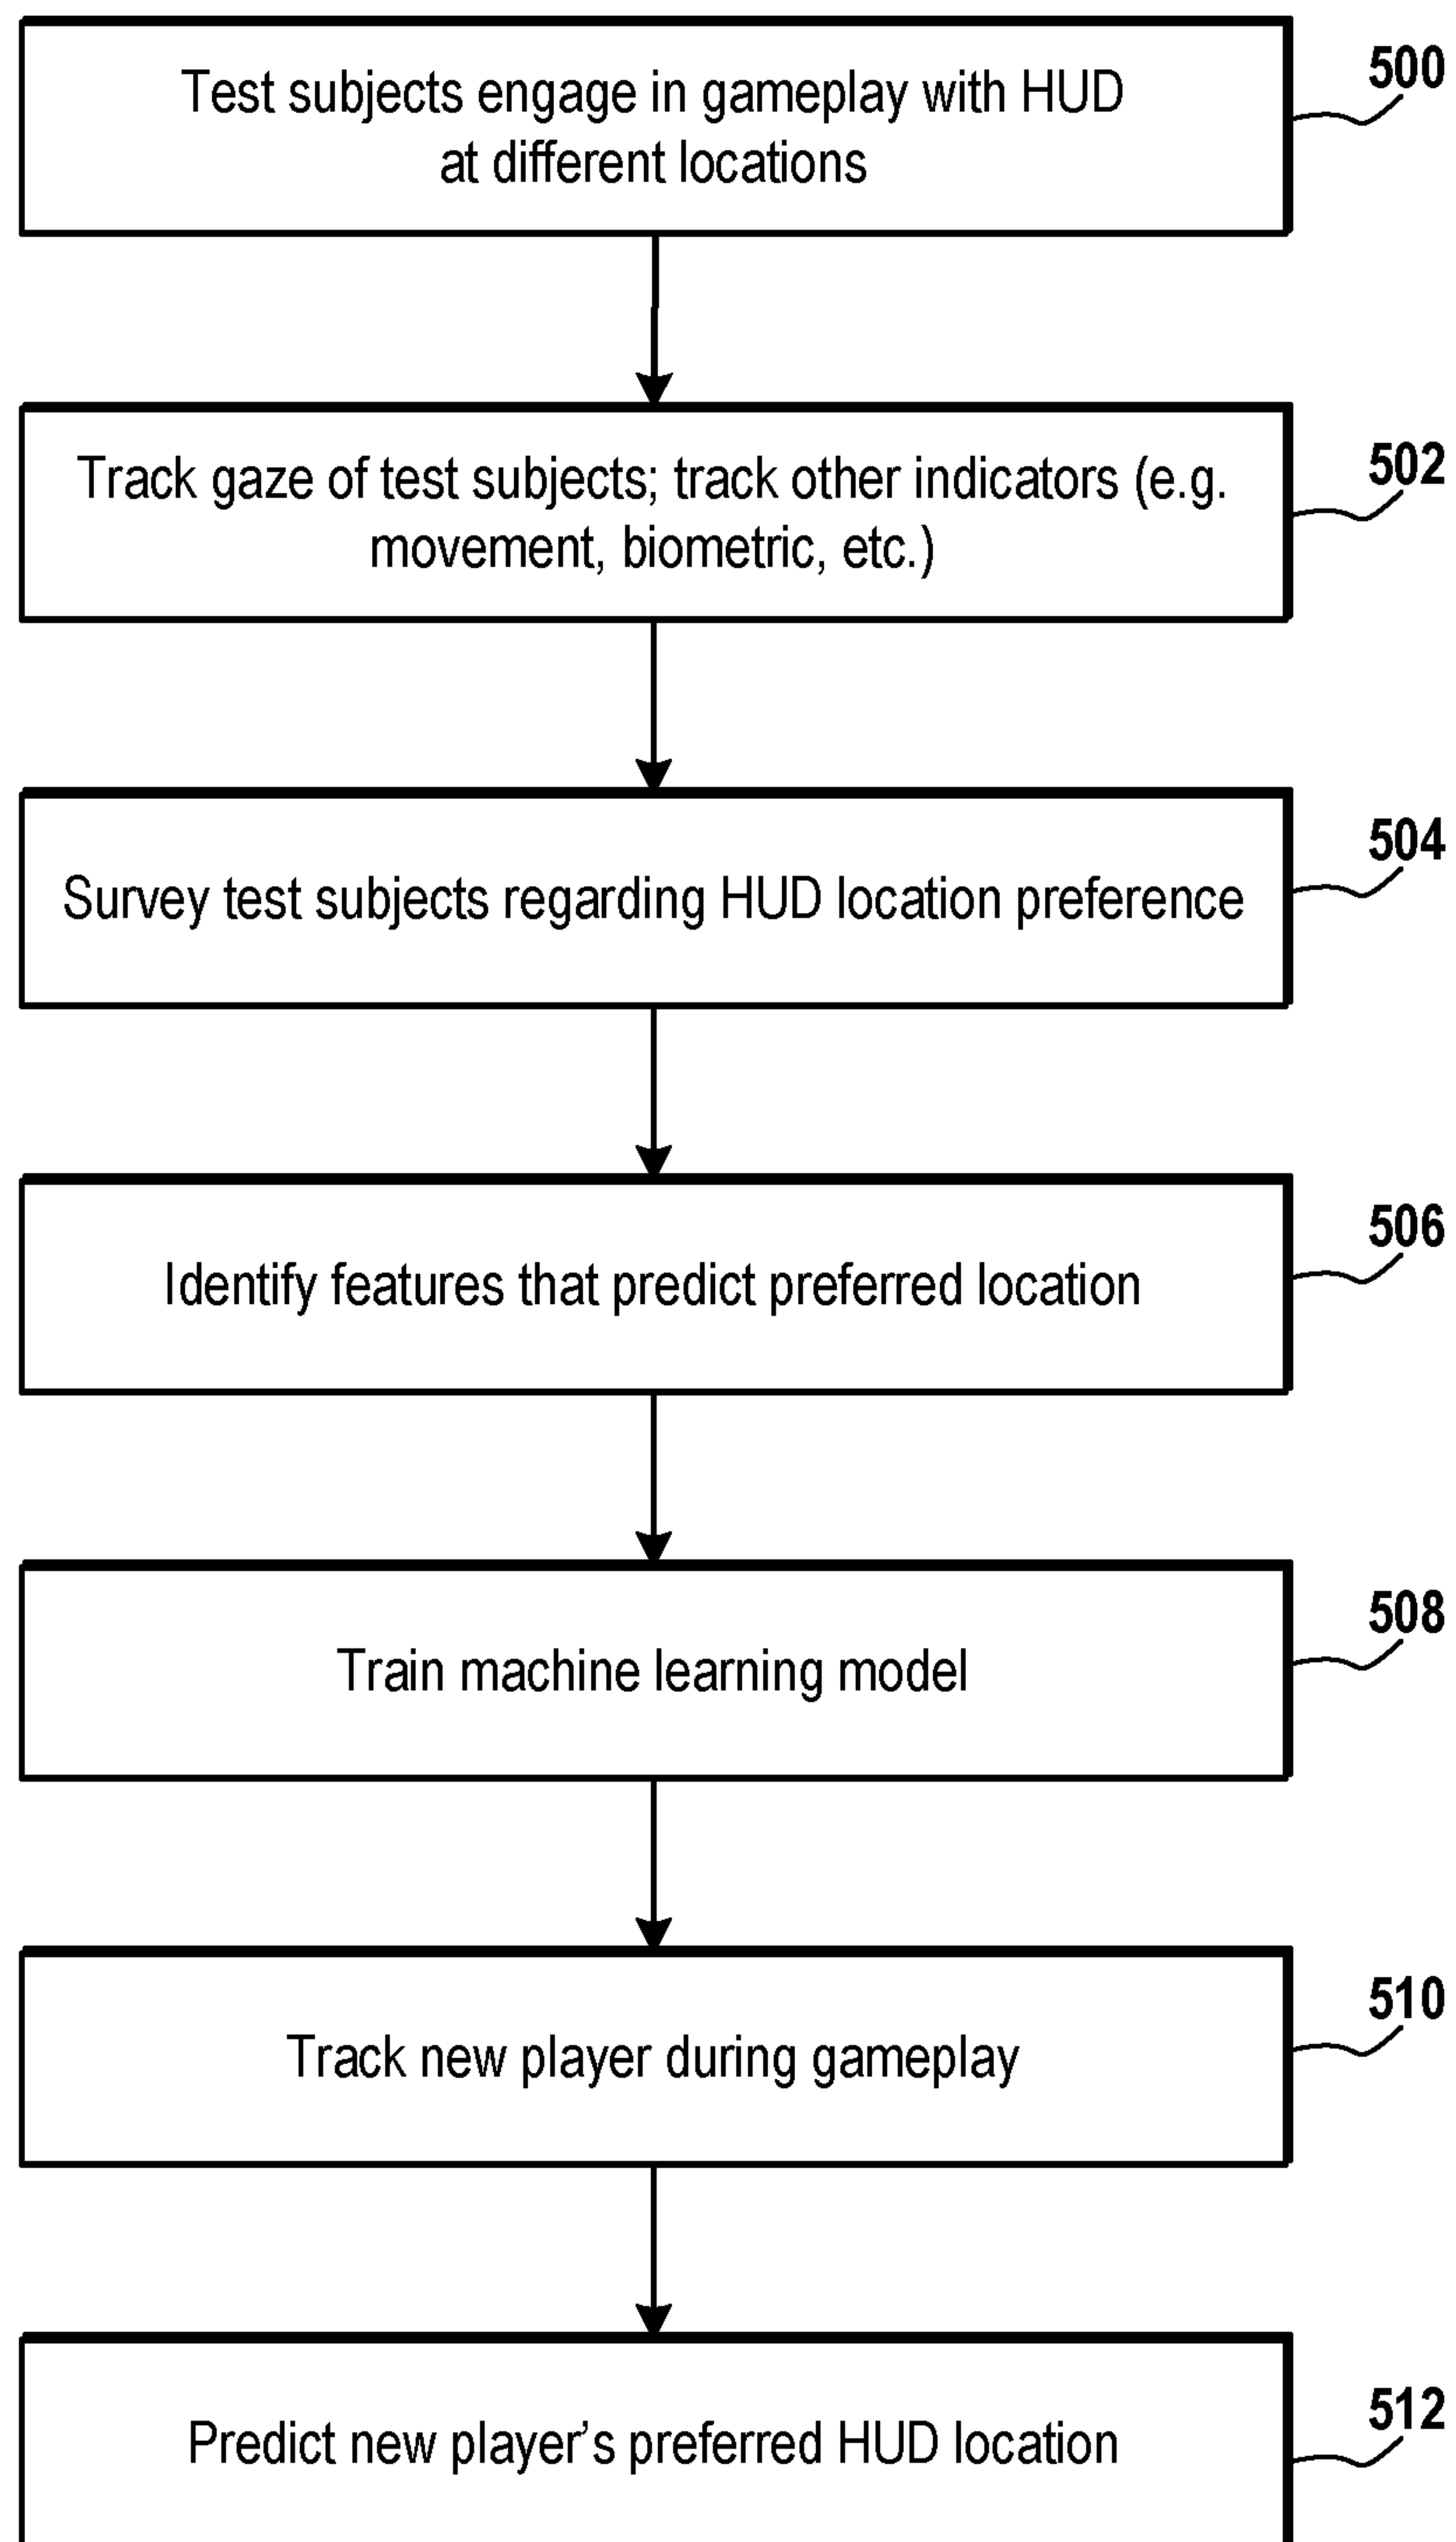 Test subjects engage in gameplay with HUD
at different locations
500
Track gaze of test subjects; track other indicators (e.g.
movement, biometric, etc.)
502
Survey test subjects regarding HUD location preference
504
Identify features that predict preferred location
506
Train machine learning model
508
Track new player during gameplay
510
Predict new player’s preferred HUD location
512